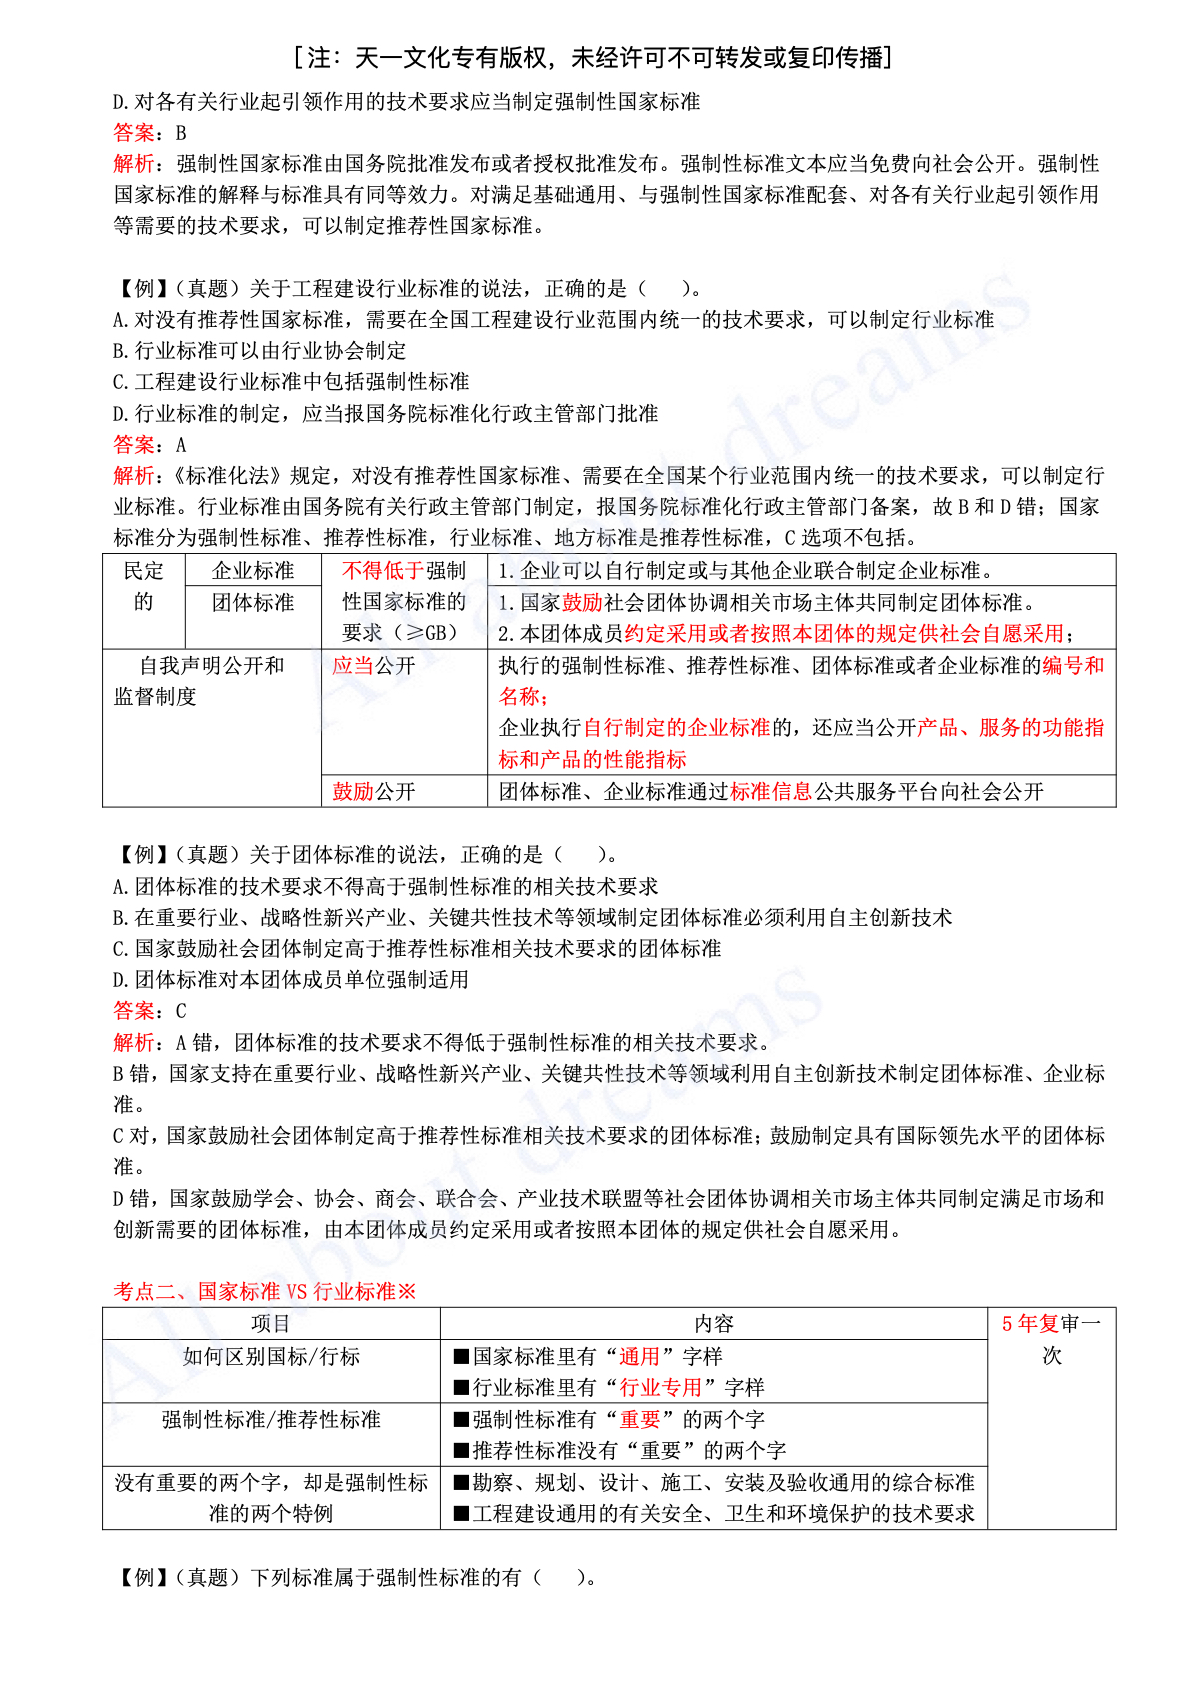 [注：天一文化专有版权，未经许可不可转发或复印传播]
D.对各有关行业起引领作用的技术要求应当制定强制性国家标准
答案：B
解析：强制性国家标准由国务院批准发布或者授权批准发布。强制性标准文本应当免费向社会公开。强制性
国家标准的解释与标准具有同等效力。对满足基础通用、与强制性国家标准配套、对各有关行业起引领作用
等需要的技术要求，可以制定推荐性国家标准。
【例】（真题）关于工程建设行业标准的说法，正确的是（　　）。
A.对没有推荐性国家标准，需要在全国工程建设行业范围内统一的技术要求，可以制定行业标准
B.行业标准可以由行业协会制定
C.工程建设行业标准中包括强制性标准
D.行业标准的制定，应当报国务院标准化行政主管部门批准
答案：A
解析：《标准化法》规定，对没有推荐性国家标准、需要在全国某个行业范围内统一的技术要求，可以制定行
业标准。行业标准由国务院有关行政主管部门制定，报国务院标准化行政主管部门备案，故 B 和 D 错；国家
标准分为强制性标准、推荐性标准，行业标准、地方标准是推荐性标准，C 选项不包括。
民定
的
企业标准
团体标准
不得低于强制
性国家标准的
要求（≥GB）
1.企业可以自行制定或与其他企业联合制定企业标准。
1.国家鼓励社会团体协调相关市场主体共同制定团体标准。
2.本团体成员约定采用或者按照本团体的规定供社会自愿采用；
自我声明公开和
监督制度
应当公开
执行的强制性标准、推荐性标准、团体标准或者企业标准的编号和
名称；
企业执行自行制定的企业标准的，还应当公开产品、服务的功能指
标和产品的性能指标
鼓励公开
团体标准、企业标准通过标准信息公共服务平台向社会公开
【例】（真题）关于团体标准的说法，正确的是（　　）。
A.团体标准的技术要求不得高于强制性标准的相关技术要求
B.在重要行业、战略性新兴产业、关键共性技术等领域制定团体标准必须利用自主创新技术
C.国家鼓励社会团体制定高于推荐性标准相关技术要求的团体标准
D.团体标准对本团体成员单位强制适用
答案：C
解析：A 错，团体标准的技术要求不得低于强制性标准的相关技术要求。
B 错，国家支持在重要行业、战略性新兴产业、关键共性技术等领域利用自主创新技术制定团体标准、企业标
准。
C 对，国家鼓励社会团体制定高于推荐性标准相关技术要求的团体标准；鼓励制定具有国际领先水平的团体标
准。
D 错，国家鼓励学会、协会、商会、联合会、产业技术联盟等社会团体协调相关市场主体共同制定满足市场和
创新需要的团体标准，由本团体成员约定采用或者按照本团体的规定供社会自愿采用。
考点二、国家标准 VS 行业标准※
项目
内容
5 年复审一
次
如何区别国标/行标
■国家标准里有“通用”字样
■行业标准里有“行业专用”字样
强制性标准/推荐性标准
■强制性标准有“重要”的两个字
■推荐性标准没有“重要”的两个字
没有重要的两个字，却是强制性标
准的两个特例
■勘察、规划、设计、施工、安装及验收通用的综合标准
■工程建设通用的有关安全、卫生和环境保护的技术要求
【例】（真题）下列标准属于强制性标准的有（　　）。
All about dreams
All about dreams